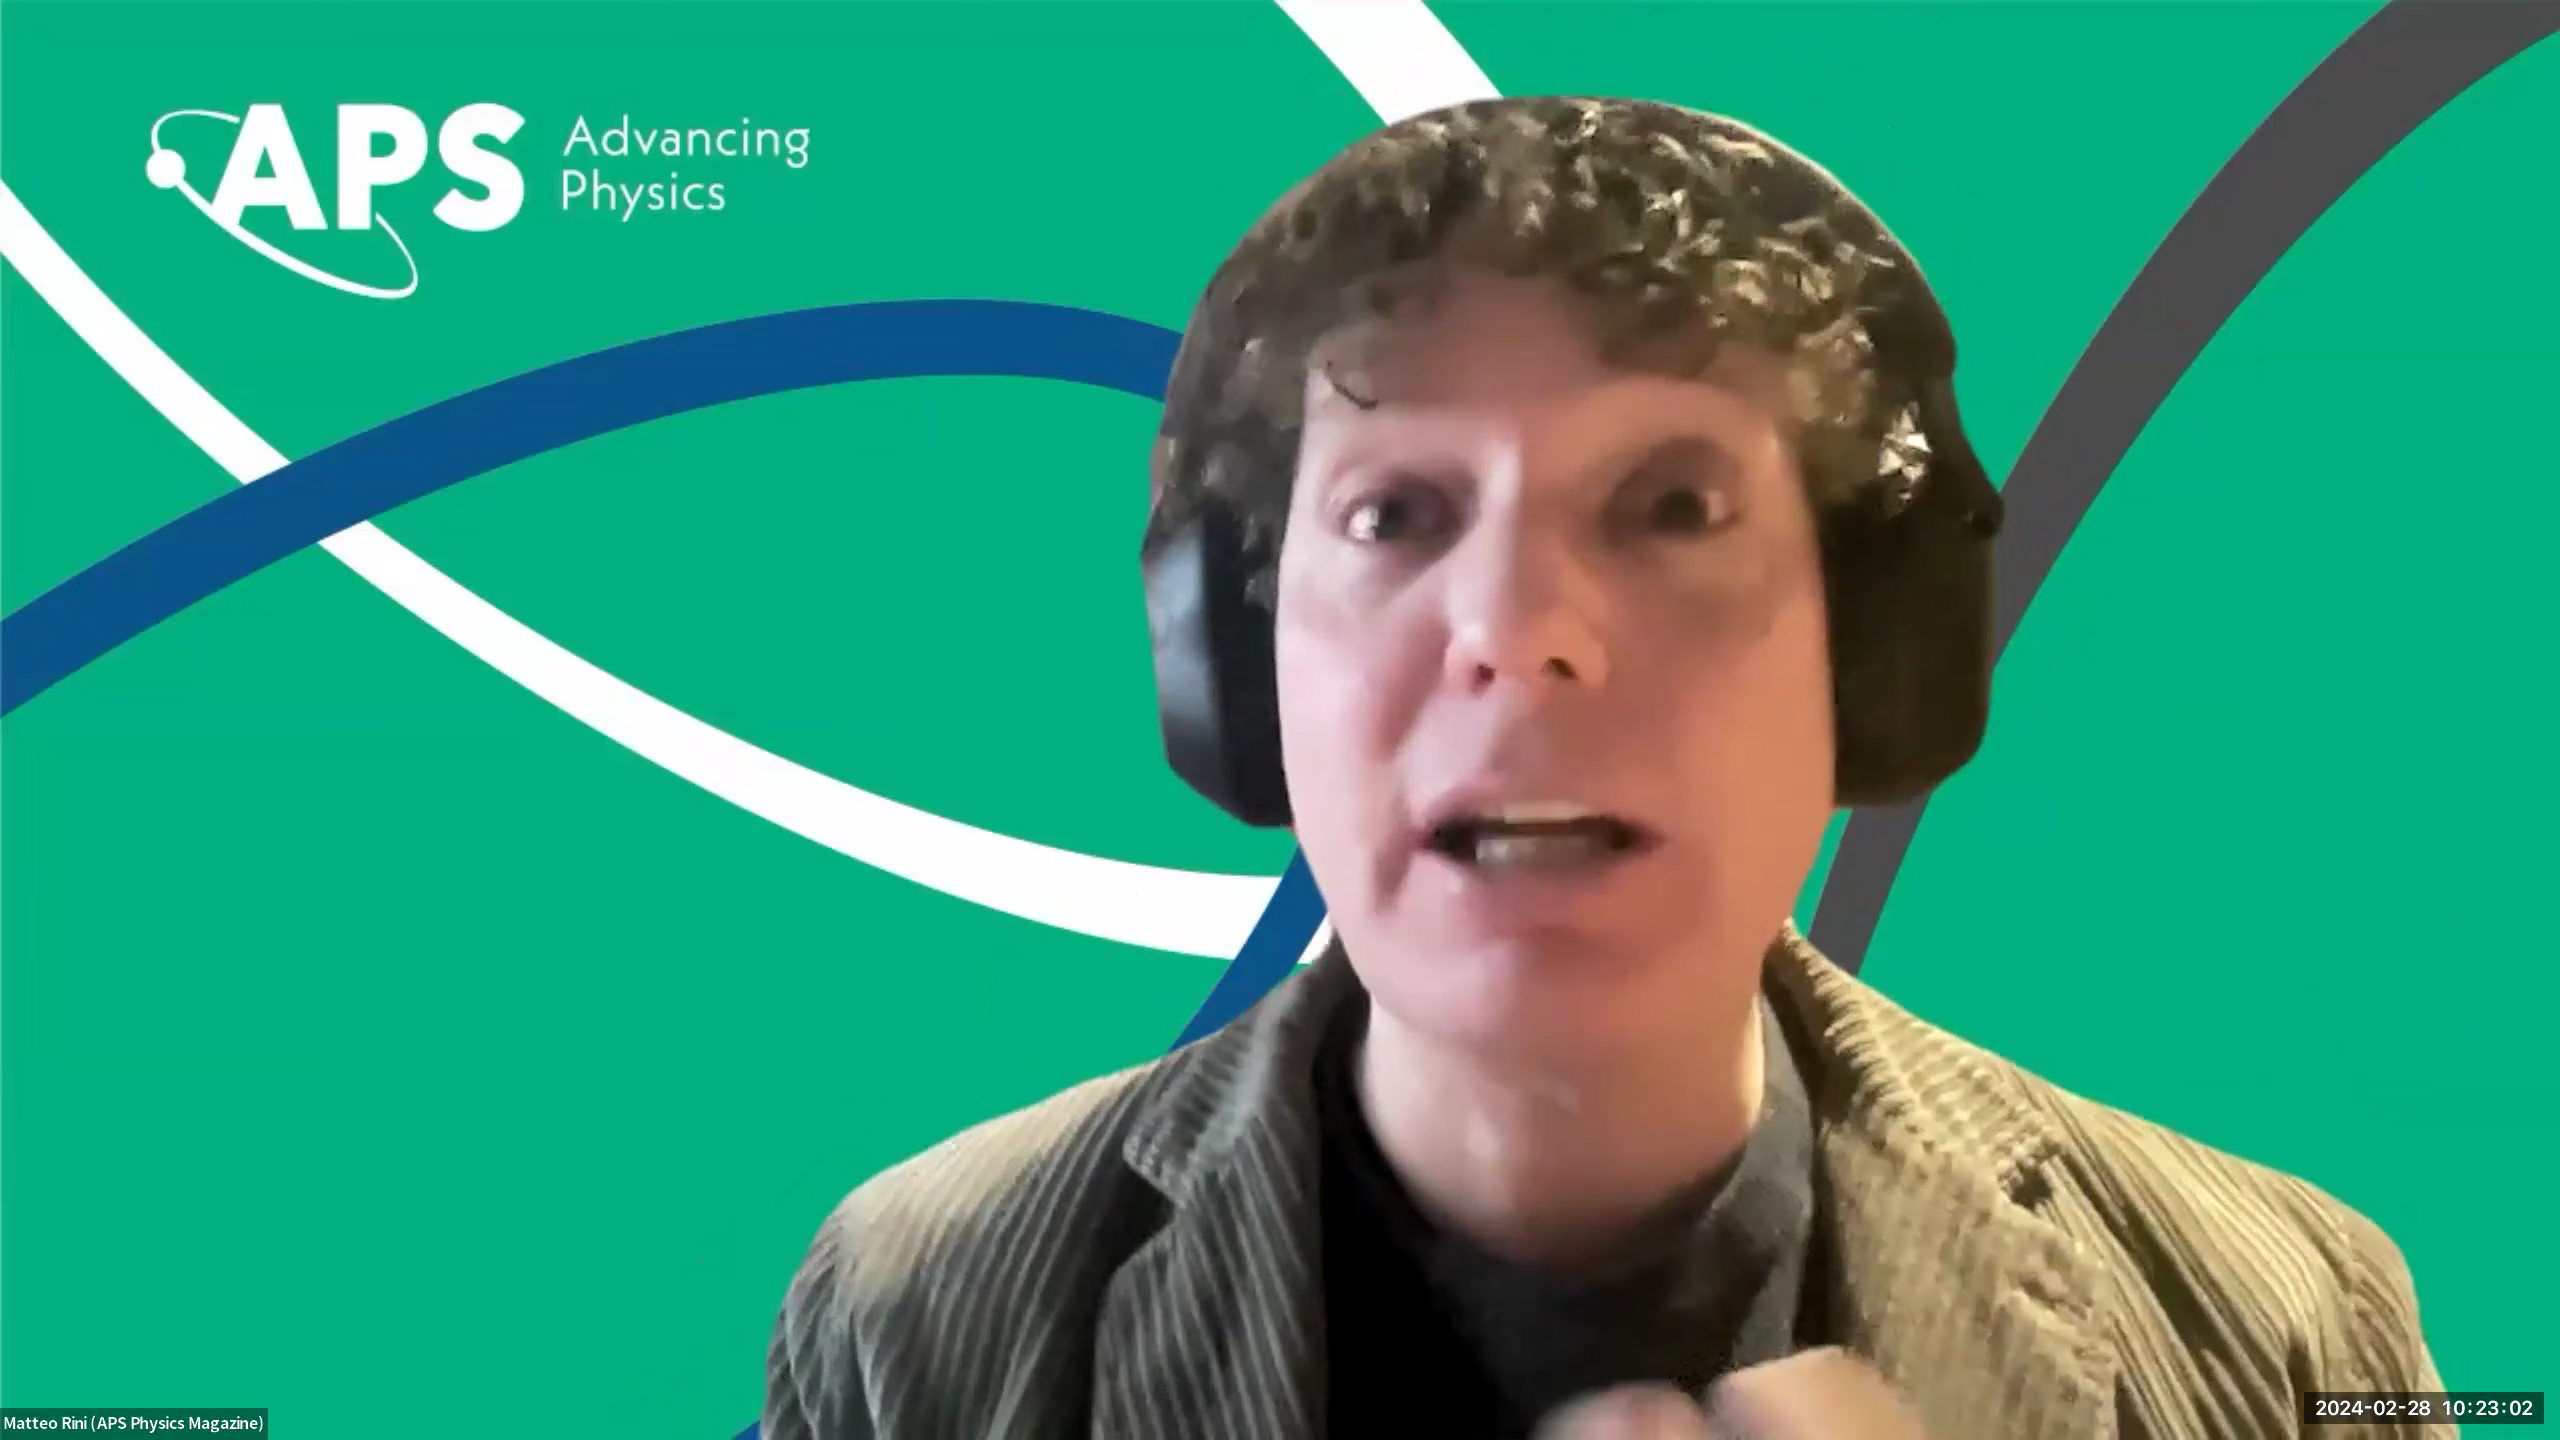 APS
Advancing
Physics
Matteo Rini (APS Physics Magazine)
2024-02-28 10:23:02